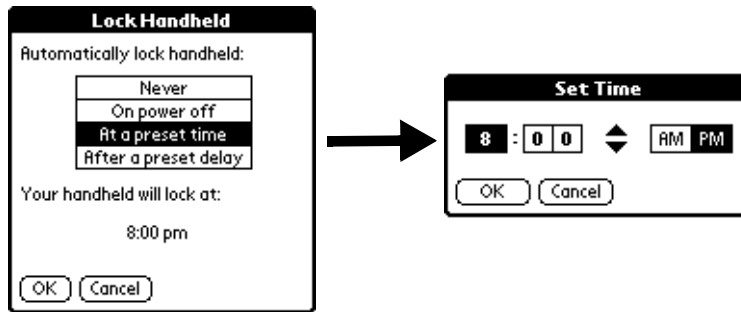 Lock Handheld
Automatically lock handheld:
Never
On power off
At a preset time
After a preset delay
Your handheld will lock at:
8:00 pm
OK Cancel
Set Time
8 : 0 0 AM PM
OK Cancel